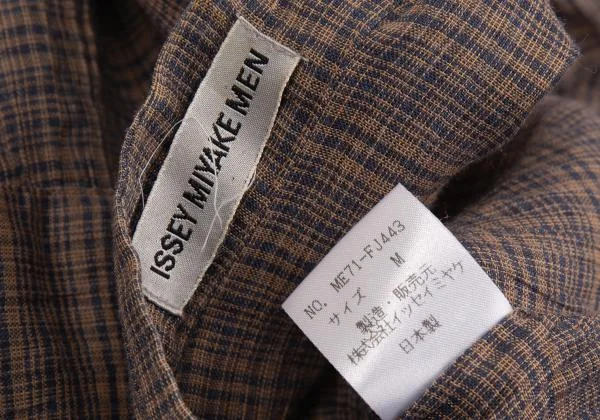 ISSEY MIYAKE MEN
NO. ME71-FJ443
サイズ M
製造・販売元
株式会社イッセイミヤケ
日本製